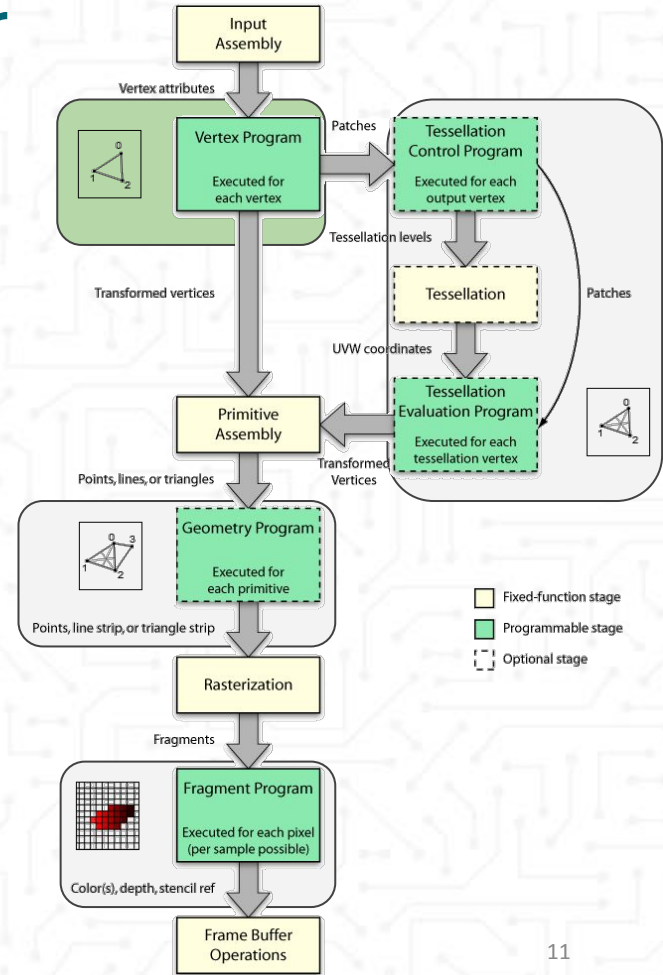 Input
Assembly
Vertex attributes
Vertex Program
Executed for
each vertex
0
1
2
Patches
Tessellation
Control Program
Executed for each
output vertex
Tessellation levels
Tessellation
Patches
UVW coordinates
Tessellation
Evaluation Program
Executed for each
tessellation vertex
0
1
2
Transformed vertices
Transformed
Vertices
Primitive
Assembly
Points, lines, or triangles
Geometry Program
Executed for
each primitive
0
3
1
2
Points, line strip, or triangle strip
Rasterization
Fragments
Fragment Program
Executed for each pixel
(per sample possible)
Color(s), depth, stencil ref
Frame Buffer
Operations
Fixed-function stage
Programmable stage
Optional stage
11